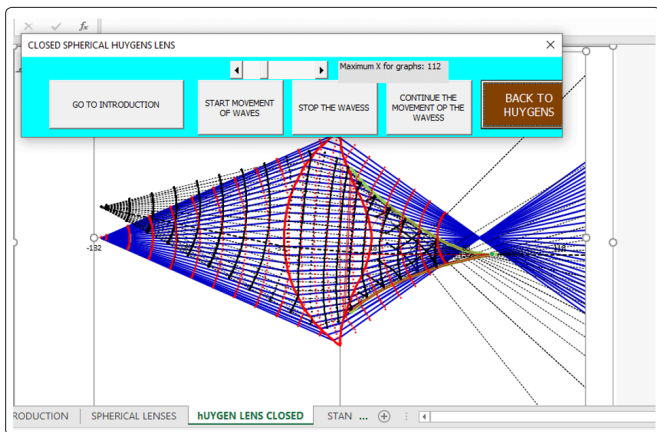 fx
CLOSED SPHERICAL HUYGENS LENS
Maximum X for graphs: 112
GO TO INTRODUCTION
START MOVEMENT
OF WAVES
STOP THE WAVESS
CONTINUE THE
MOVEMENT OP THE
WAVESS
BACK TO
HUYGENS
-132
RODUCTION
SPHERICAL LENSES
hUYGEN LENS CLOSED
STAN ...